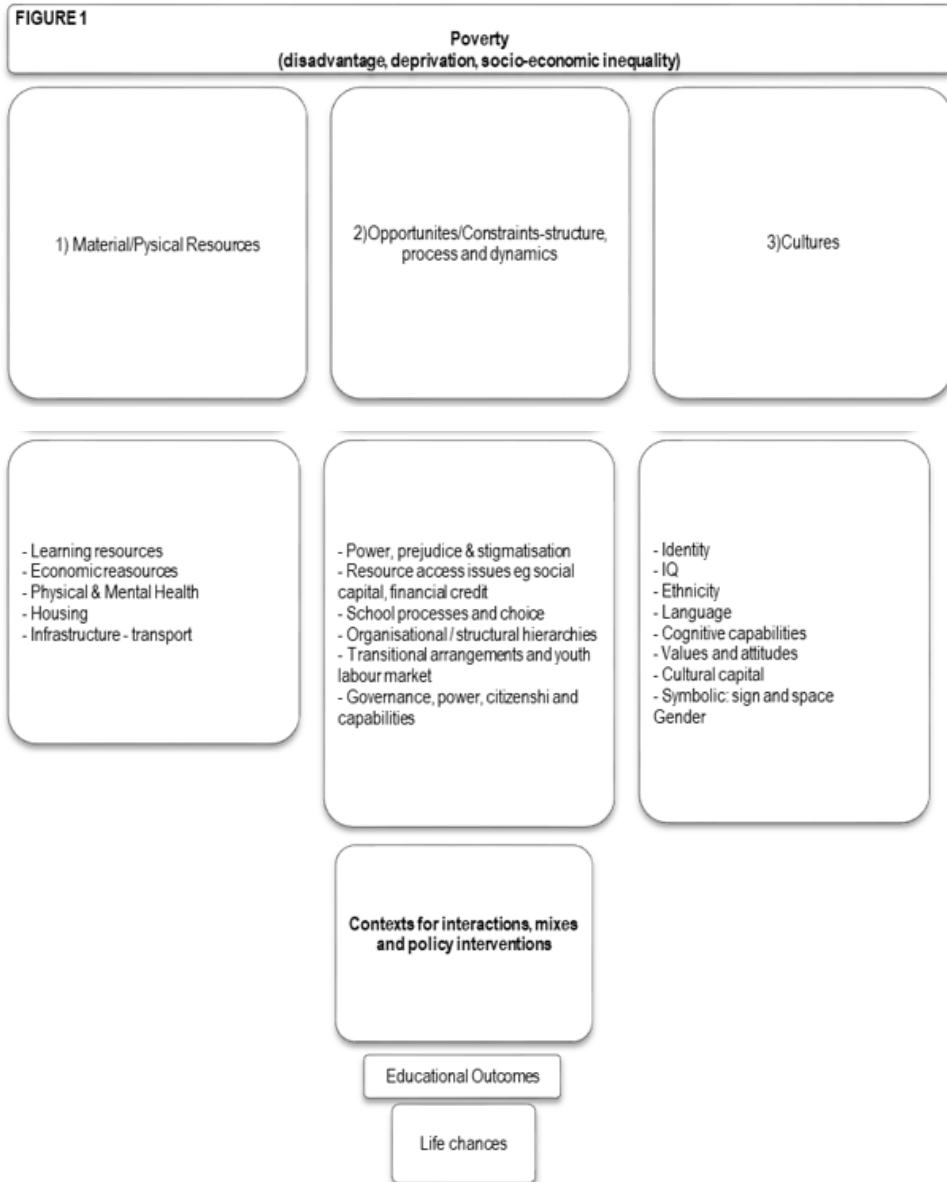 FIGURE 1
Poverty
(disadvantage, deprivation, socio-economic inequality)
1) Material/Pysical Resources
2)Opportunites/Constraints-structure,
process and dynamics
3)Cultures
- Learning resources
- Economic reasources
- Physical & Mental Health
- Housing
- Infrastructure - transport
- Power, prejudice & stigmatisation
- Resource access issues eg social
capital, financial credit
- School processes and choice
- Organisational / structural hierarchies
- Transitional arrangements and youth
labour market
- Governance, power, citizenshi and
capabilities
- Identity
- IQ
- Ethnicity
- Language
- Cognitive capabilities
- Values and attitudes
- Cultural capital
- Symbolic: sign and space
Gender
Contexts for interactions, mixes
and policy interventions
Educational Outcomes
Life chances